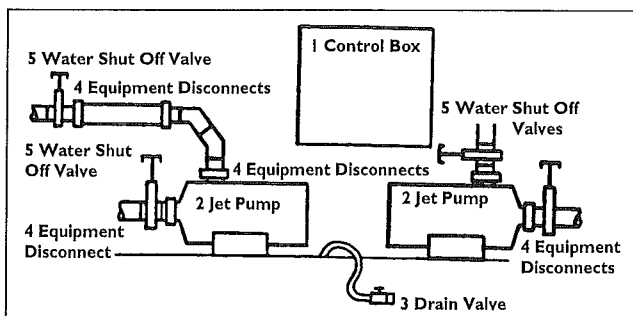 5 Water Shut Off Valve
4 Equipment Disconnects
1 Control Box
5 Water Shut Off
Valves
5 Water Shut
Off Valve
4 Equipment Disconnects
2 Jet Pump
2 Jet Pump
4 Equipment
Disconnect
4 Equipment
Disconnects
3 Drain Valve